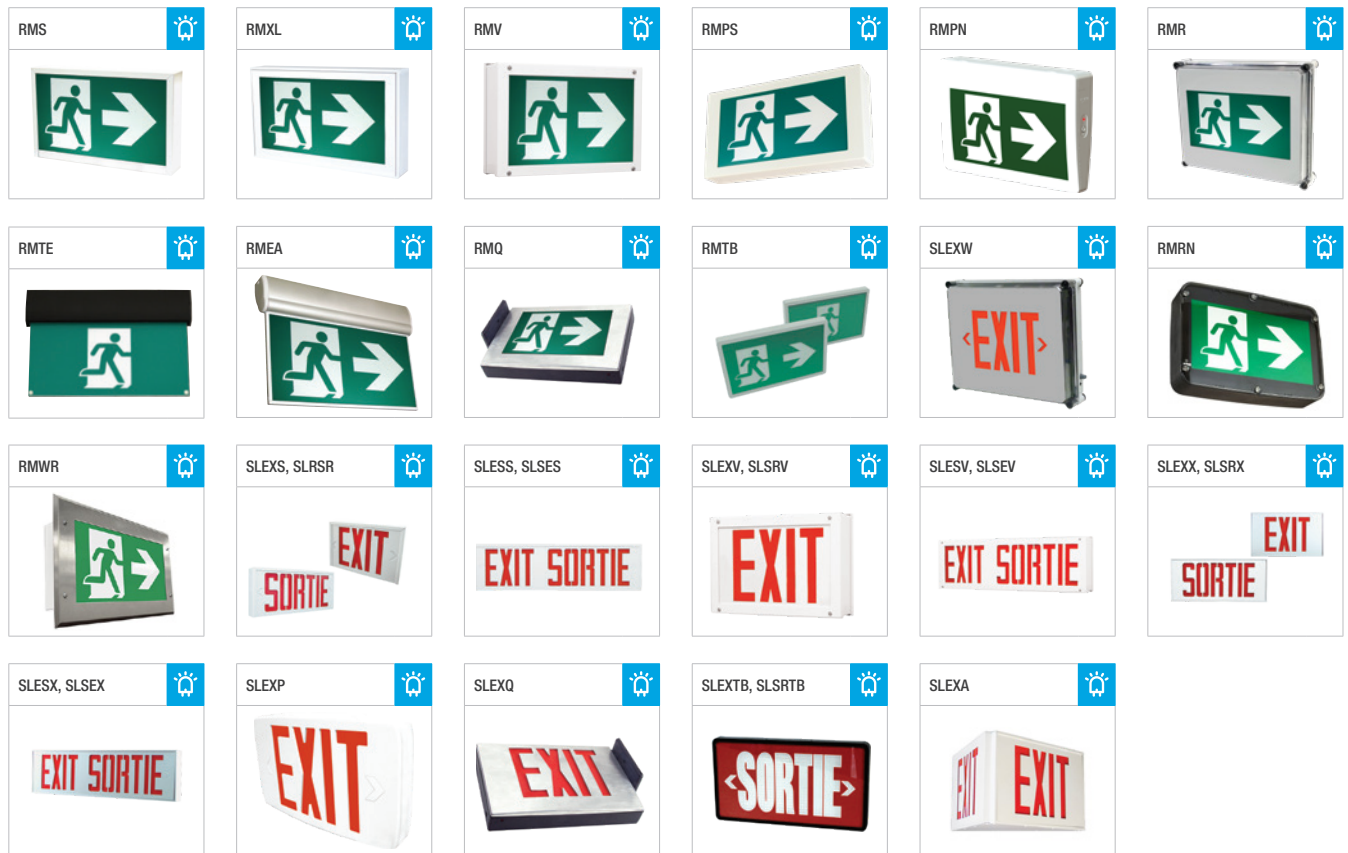 RMS
RMXL
RMV
RMPS
RMPN
RMR
RMTE
RMEA
RMQ
RMTB
SLEXW
EXIT
RMRN
RMWR
SLEXS, SLRSR
EXIT
SORTIE
SLESS, SLSES
EXIT SORTIE
SLEXV, SLSRV
EXIT
SLESV, SLSEV
EXIT SORTIE
SLEXX, SLSRX
EXIT
SORTIE
SLESX, SLSEX
EXIT SORTIE
SLEXP
EXIT
SLEXQ
EXIT
SLEXTB, SLSRTB
SORTIE
SLEXA
EXIT
EXIT